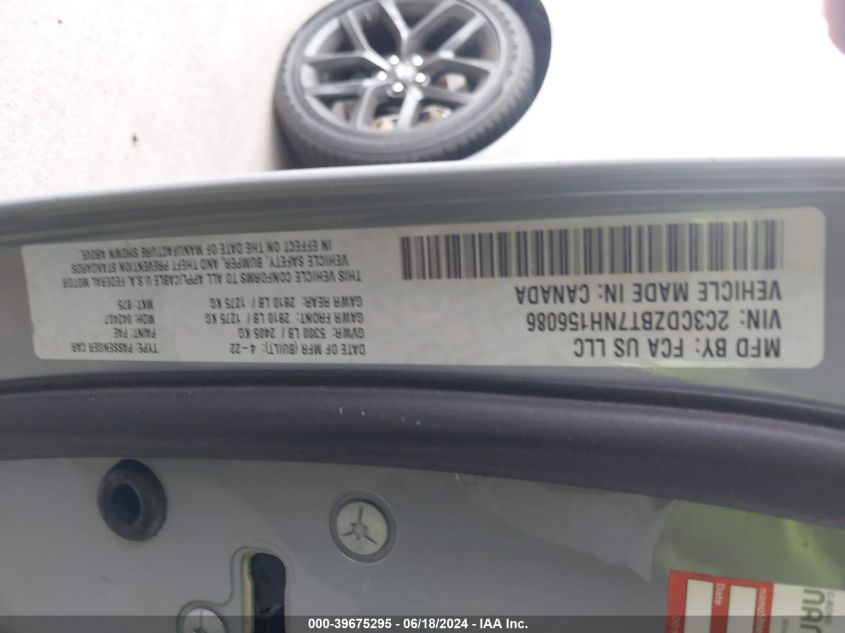 MFD BY: FCA US LLC
VIN: 2C3CDZBT7NH156086
VEHICLE MADE IN: CANADA
DATE OF MFR (BUILT): 4-22
GVWR: 5300 LB / 2405 KG
GAWR FRONT: 2810 LB / 1275 KG
GAWR REAR: 2810 LB / 1275 KG
TYPE: PASSENGER CAR
PAINT: PAE
MDH: 042407
MKT: 875
THIS VEHICLE CONFORMS TO ALL APPLICABLE U.S.A. FEDERAL MOTOR
VEHICLE SAFETY, BUMPER, AND THEFT PREVENTION STANDARDS
IN EFFECT ON THE DATE OF MANUFACTURE SHOWN ABOVE.
Date
000-39675295 - 06/18/2024 - IAA Inc.